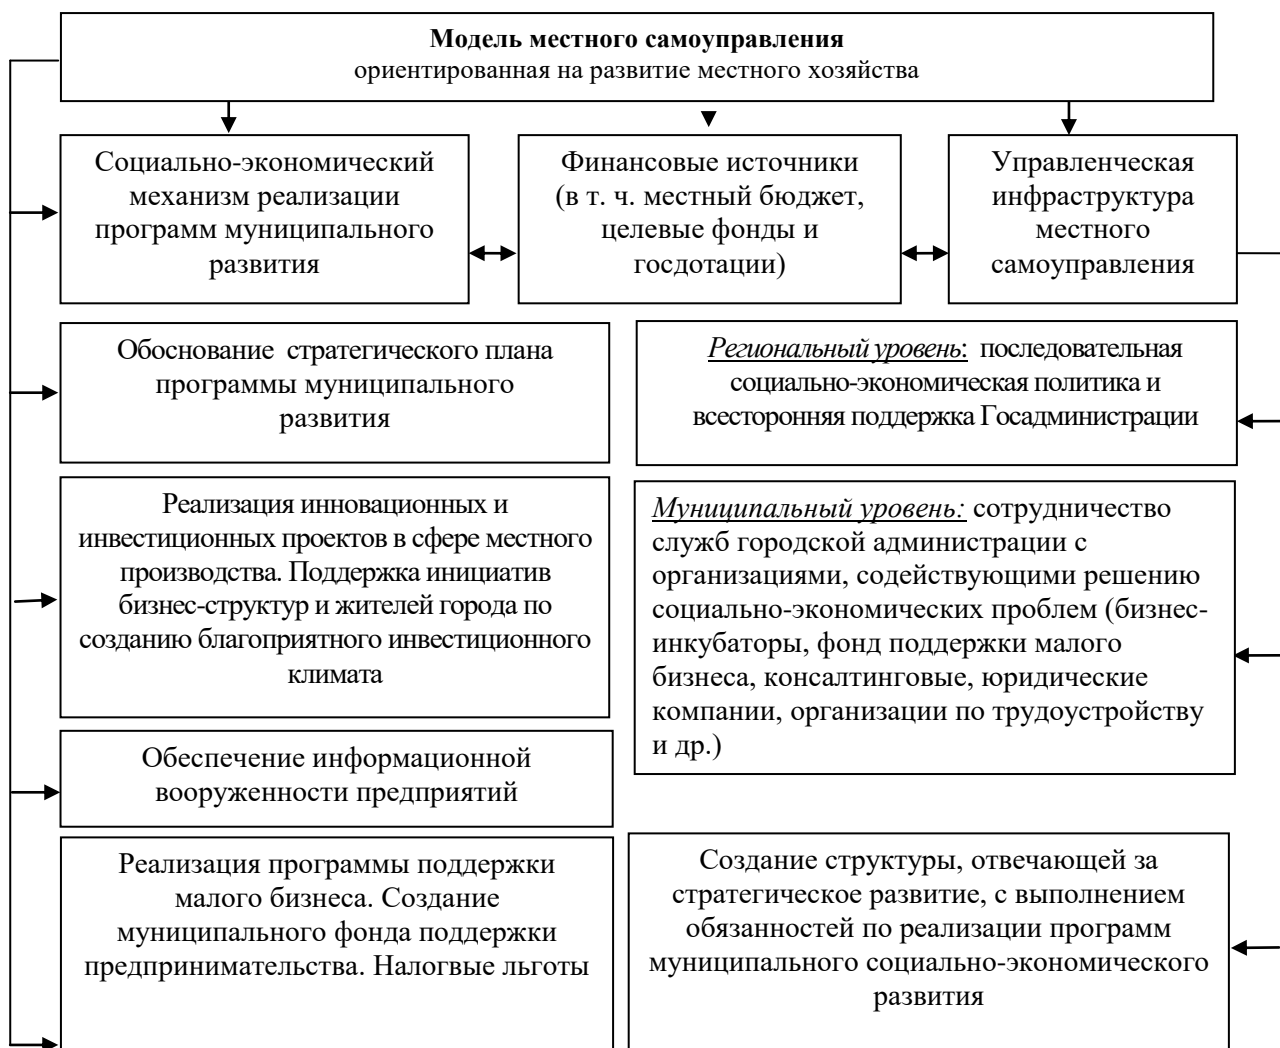 Модель местного самоуправления
ориентированная на развитие местного хозяйства
Социально-экономический
механизм реализации
программ муниципального
развития
Финансовые источники
(в т. ч. местный бюджет,
целевые фонды и
госдотации)
Управленческая
инфраструктура
местного
самоуправления
Обоснование стратегического плана
программы муниципального
развития
Региональный уровень: последовательная
социально-экономическая политика и
всесторонняя поддержка Госадминистрации
Реализация инновационных и
инвестиционных проектов в сфере местного
производства. Поддержка инициатив
бизнес-структур и жителей города по
созданию благоприятного инвестиционного
климата
Муниципальный уровень: сотрудничество
служб городской администрации с
организациями, содействующими решению
социально-экономических проблем (бизнес-
инкубаторы, фонд поддержки малого
бизнеса, консалтинговые, юридические
компании, организации по трудоустройству
и др.)
Обеспечение информационной
вооруженности предприятий
Реализация программы поддержки
малого бизнеса. Создание
муниципального фонда поддержки
предпринимательства. Налогвые льготы
Создание структуры, отвечающей за
стратегическое развитие, с выполнением
обязанностей по реализации программ
муниципального социально-экономического
развития